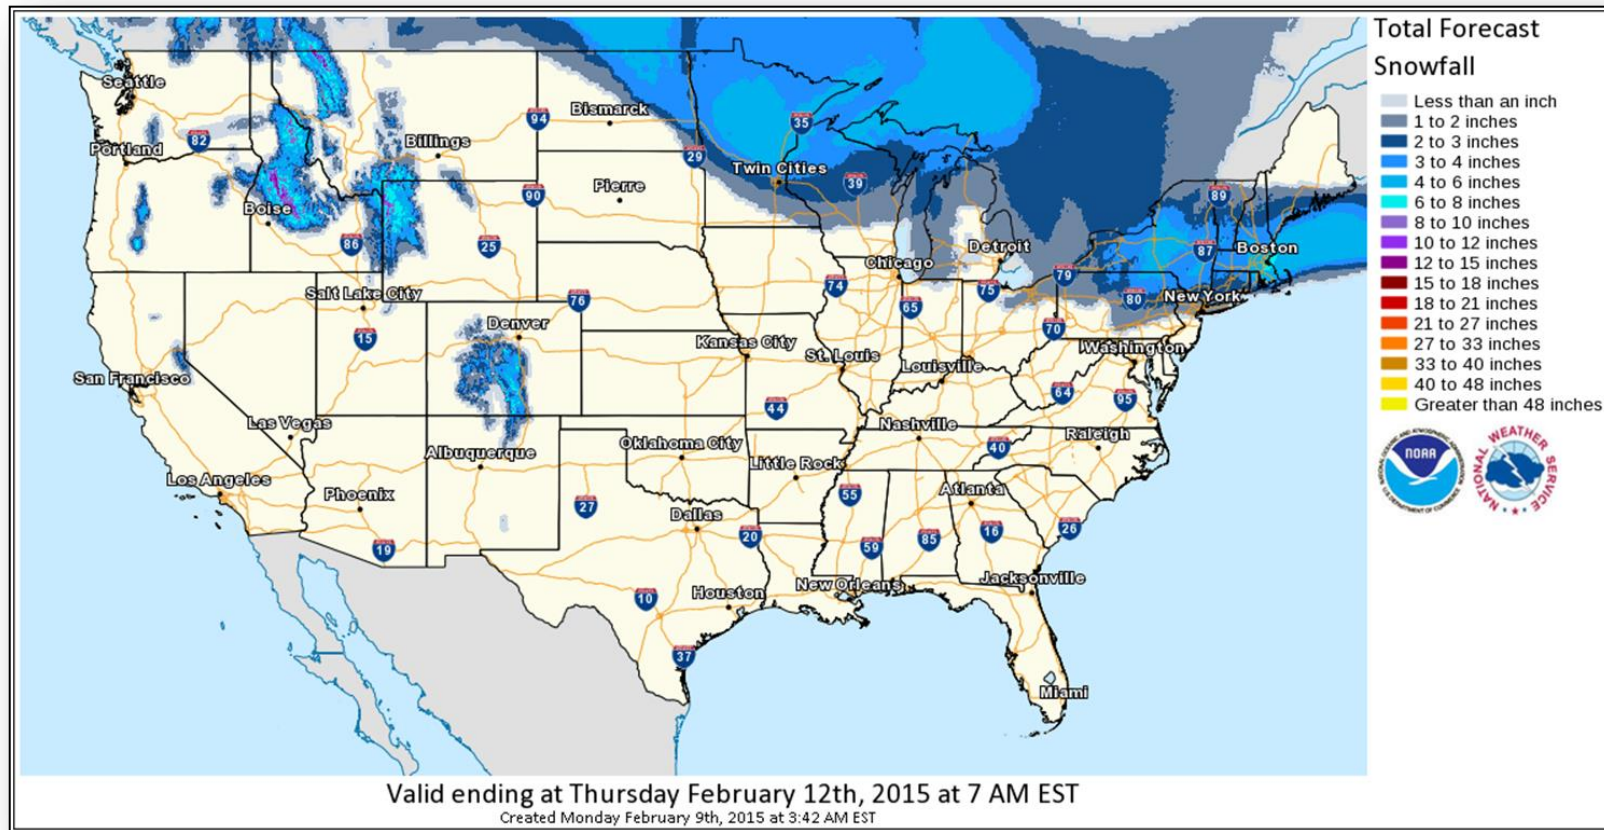 Total Forecast
Snowfall
Less than an inch
1 to 2 inches
2 to 3 inches
3 to 4 inches
4 to 6 inches
6 to 8 inches
8 to 10 inches
10 to 12 inches
12 to 15 inches
15 to 18 inches
18 to 21 inches
21 to 27 inches
27 to 33 inches
33 to 40 inches
40 to 48 inches
Greater than 48 inches
NOAA
NATIONAL WEATHER SERVICE
Seattle
82
Portland
94
Bismarck
Billings
29
35
Twin Cities
39
89
Pierre
90
Boise
86
25
87
Boston
Detroit
Chicago
79
74
75
80
New York
65
Salt Lake City
76
15
Denver
70
Kansas City
St. Louis
Washington
Louisville
San Francisco
64
95
44
Las Vegas
Nashville
Raleigh
40
Albuquerque
Oklahoma City
Little Rock
Los Angeles
Phoenix
55
Atlanta
27
Dallas
20
16
26
19
59
85
New Orleans
Jacksonville
10
Houston
37
Miami
Valid ending at Thursday February 12th, 2015 at 7 AM EST
Created Monday February 9th, 2015 at 3:42 AM EST